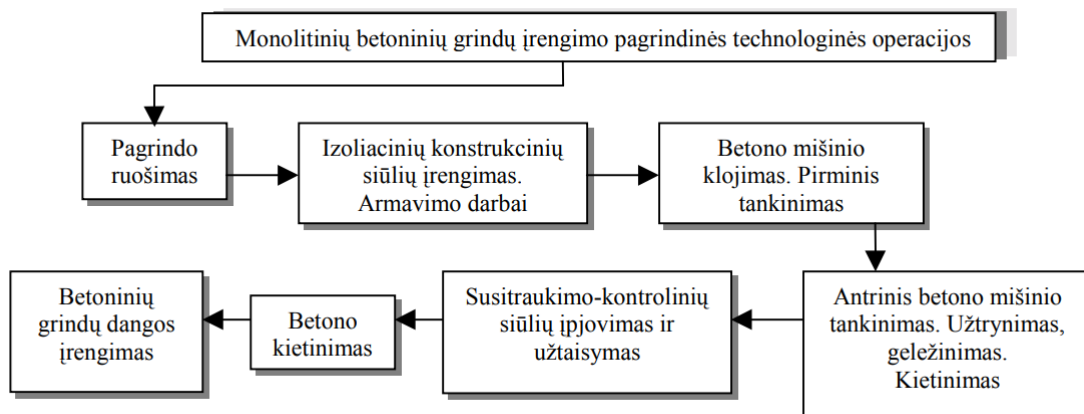 Monolitinių betoninių grindų įrengimo pagrindinės technologinės operacijos
Pagrindo
ruošimas
Izoliacinių konstrukcinių
siūlių įrengimas.
Armavimo darbai
Betono mišinio
klojimas. Pirminis
tankinimas
Antrinis betono mišinio
tankinimas. Užtrynimas,
geležinimas.
Kietinimas
Susitraukimo-kontrolinių
siūlių įpjovimas ir
užtaisymas
Betono
kietinimas
Betoninių
grindų dangos
įrengimas